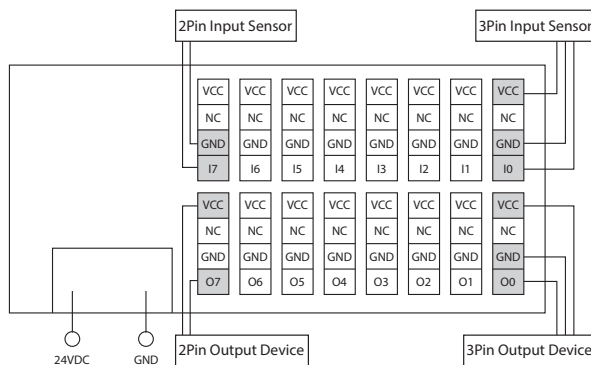 2Pin Input Sensor 3Pin Input Sensor
VCC VCC VCC VCC VCC VCC VCC VCC
NC NC NC NC NC NC NC NC
GND GND GND GND GND GND GND GND
I7 I6 I5 I4 I3 I2 I1 I0
VCC VCC VCC VCC VCC VCC VCC VCC
NC NC NC NC NC NC NC NC
GND GND GND GND GND GND GND GND
O7 O6 O5 O4 O3 O2 O1 O0
24VDC GND 2Pin Output Device 3Pin Output Device